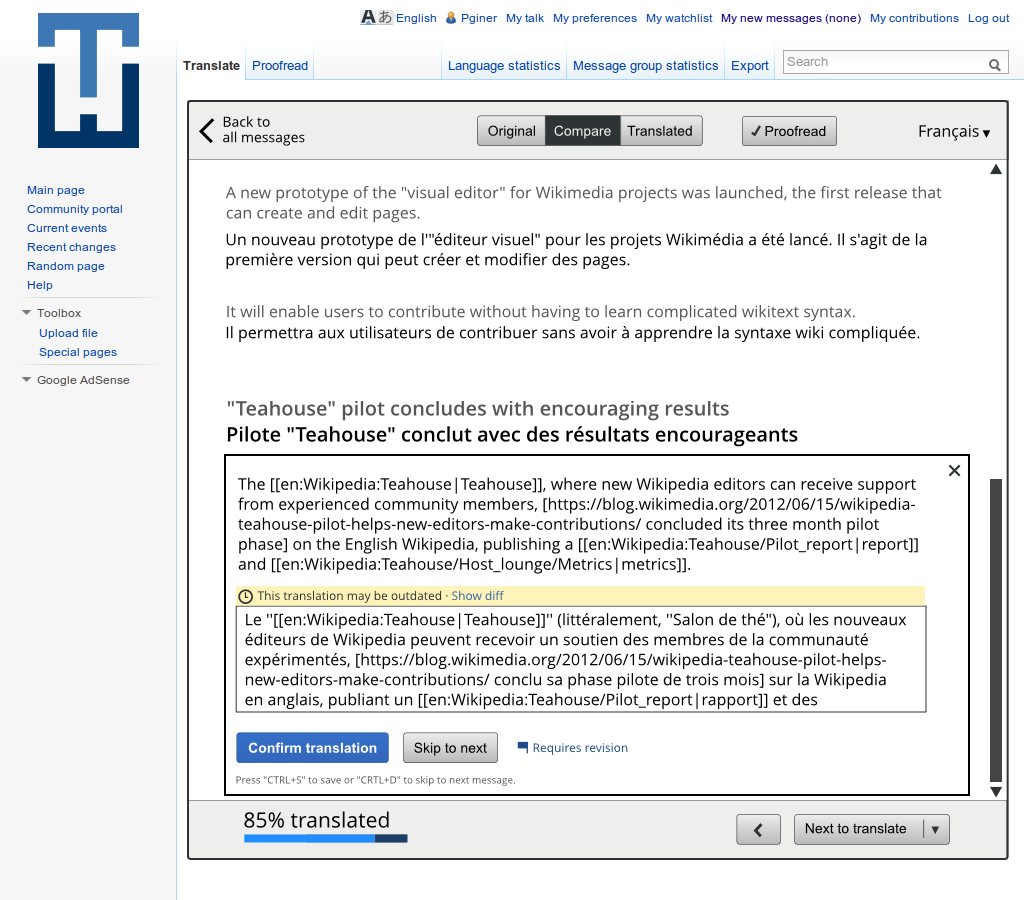 Aあ English Pginer My talk My preferences My watchlist My new messages (none) My contributions Log out
Translate Proofread Language statistics Message group statistics Export Search
Main page
Community portal
Current events
Recent changes
Random page
Help
Toolbox
Upload file
Special pages
Google AdSense
Back to
all messages
Original Compare Translated ✓ Proofread Français ▾
A new prototype of the "visual editor" for Wikimedia projects was launched, the first release that
can create and edit pages.
Un nouveau prototype de l'"éditeur visuel" pour les projets Wikimédia a été lancé. Il s'agit de la
première version qui peut créer et modifier des pages.
It will enable users to contribute without having to learn complicated wikitext syntax.
Il permettra aux utilisateurs de contribuer sans avoir à apprendre la syntaxe wiki compliquée.
"Teahouse" pilot concludes with encouraging results
Pilote "Teahouse" conclut avec des résultats encourageants
The [[en:Wikipedia:Teahouse|Teahouse]], where new Wikipedia editors can receive support
from experienced community members, [https://blog.wikimedia.org/2012/06/15/wikipedia-
teahouse-pilot-helps-new-editors-make-contributions/ concluded its three month pilot
phase] on the English Wikipedia, publishing a [[en:Wikipedia:Teahouse/Pilot_report|report]]
and [[en:Wikipedia:Teahouse/Host_lounge/Metrics|metrics]].
This translation may be outdated · Show diff
Le ''[[en:Wikipedia:Teahouse|Teahouse]]'' (littéralement, ''Salon de thé''), où les nouveaux
éditeurs de Wikipedia peuvent recevoir un soutien des membres de la communauté
expérimentés, [https://blog.wikimedia.org/2012/06/15/wikipedia-teahouse-pilot-helps-
new-editors-make-contributions/ conclu sa phase pilote de trois mois] sur la Wikipedia
en anglais, publiant un [[en:Wikipedia:Teahouse/Pilot_report|rapport]] et des
Confirm translation Skip to next Requires revision
Press "CTRL+S" to save or "CRTL+D" to skip to next message.
85% translated
Next to translate